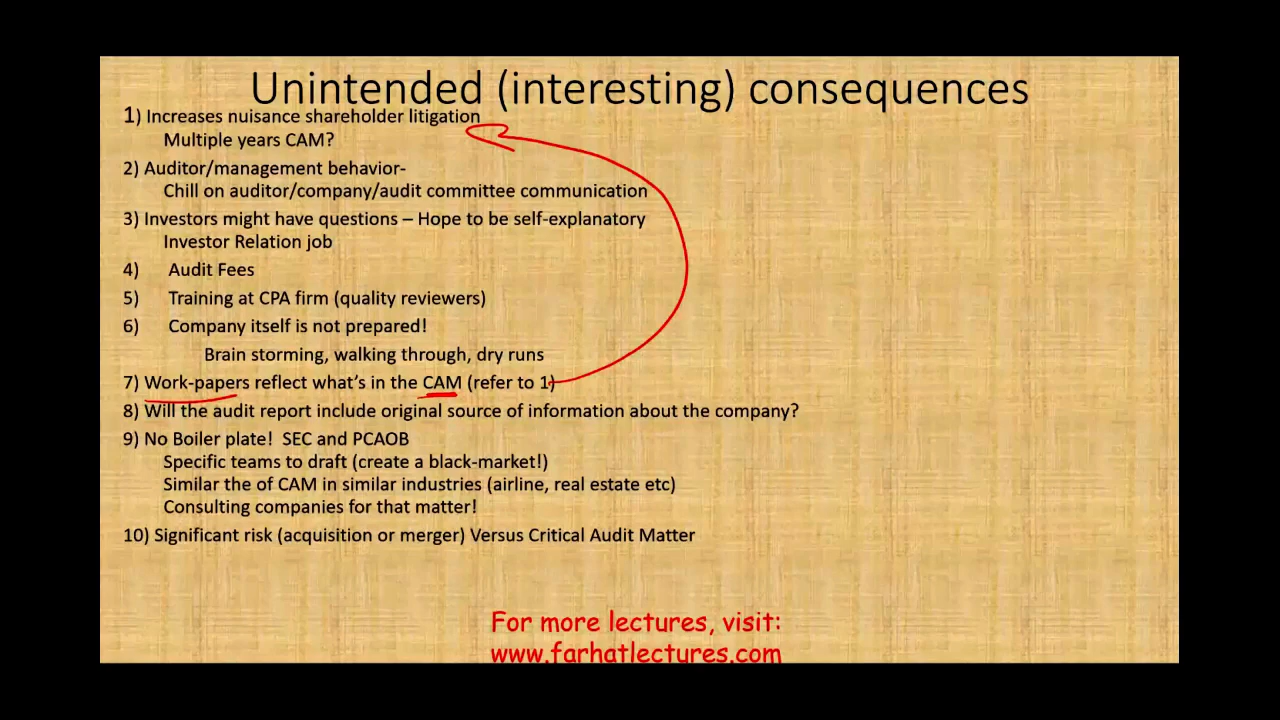 Unintended (interesting) consequences
1) Increases nuisance shareholder litigation
Multiple years CAM?
2) Auditor/management behavior-
Chill on auditor/company/audit committee communication
3) Investors might have questions – Hope to be self-explanatory
Investor Relation job
4) Audit Fees
5) Training at CPA firm (quality reviewers)
6) Company itself is not prepared!
Brain storming, walking through, dry runs
7) Work-papers reflect what's in the CAM (refer to 1)
8) Will the audit report include original source of information about the company?
9) No Boiler plate! SEC and PCAOB
Specific teams to draft (create a black-market!)
Similar the of CAM in similar industries (airline, real estate etc)
Consulting companies for that matter!
10) Significant risk (acquisition or merger) Versus Critical Audit Matter
For more lectures, visit:
www.farhatlectures.com